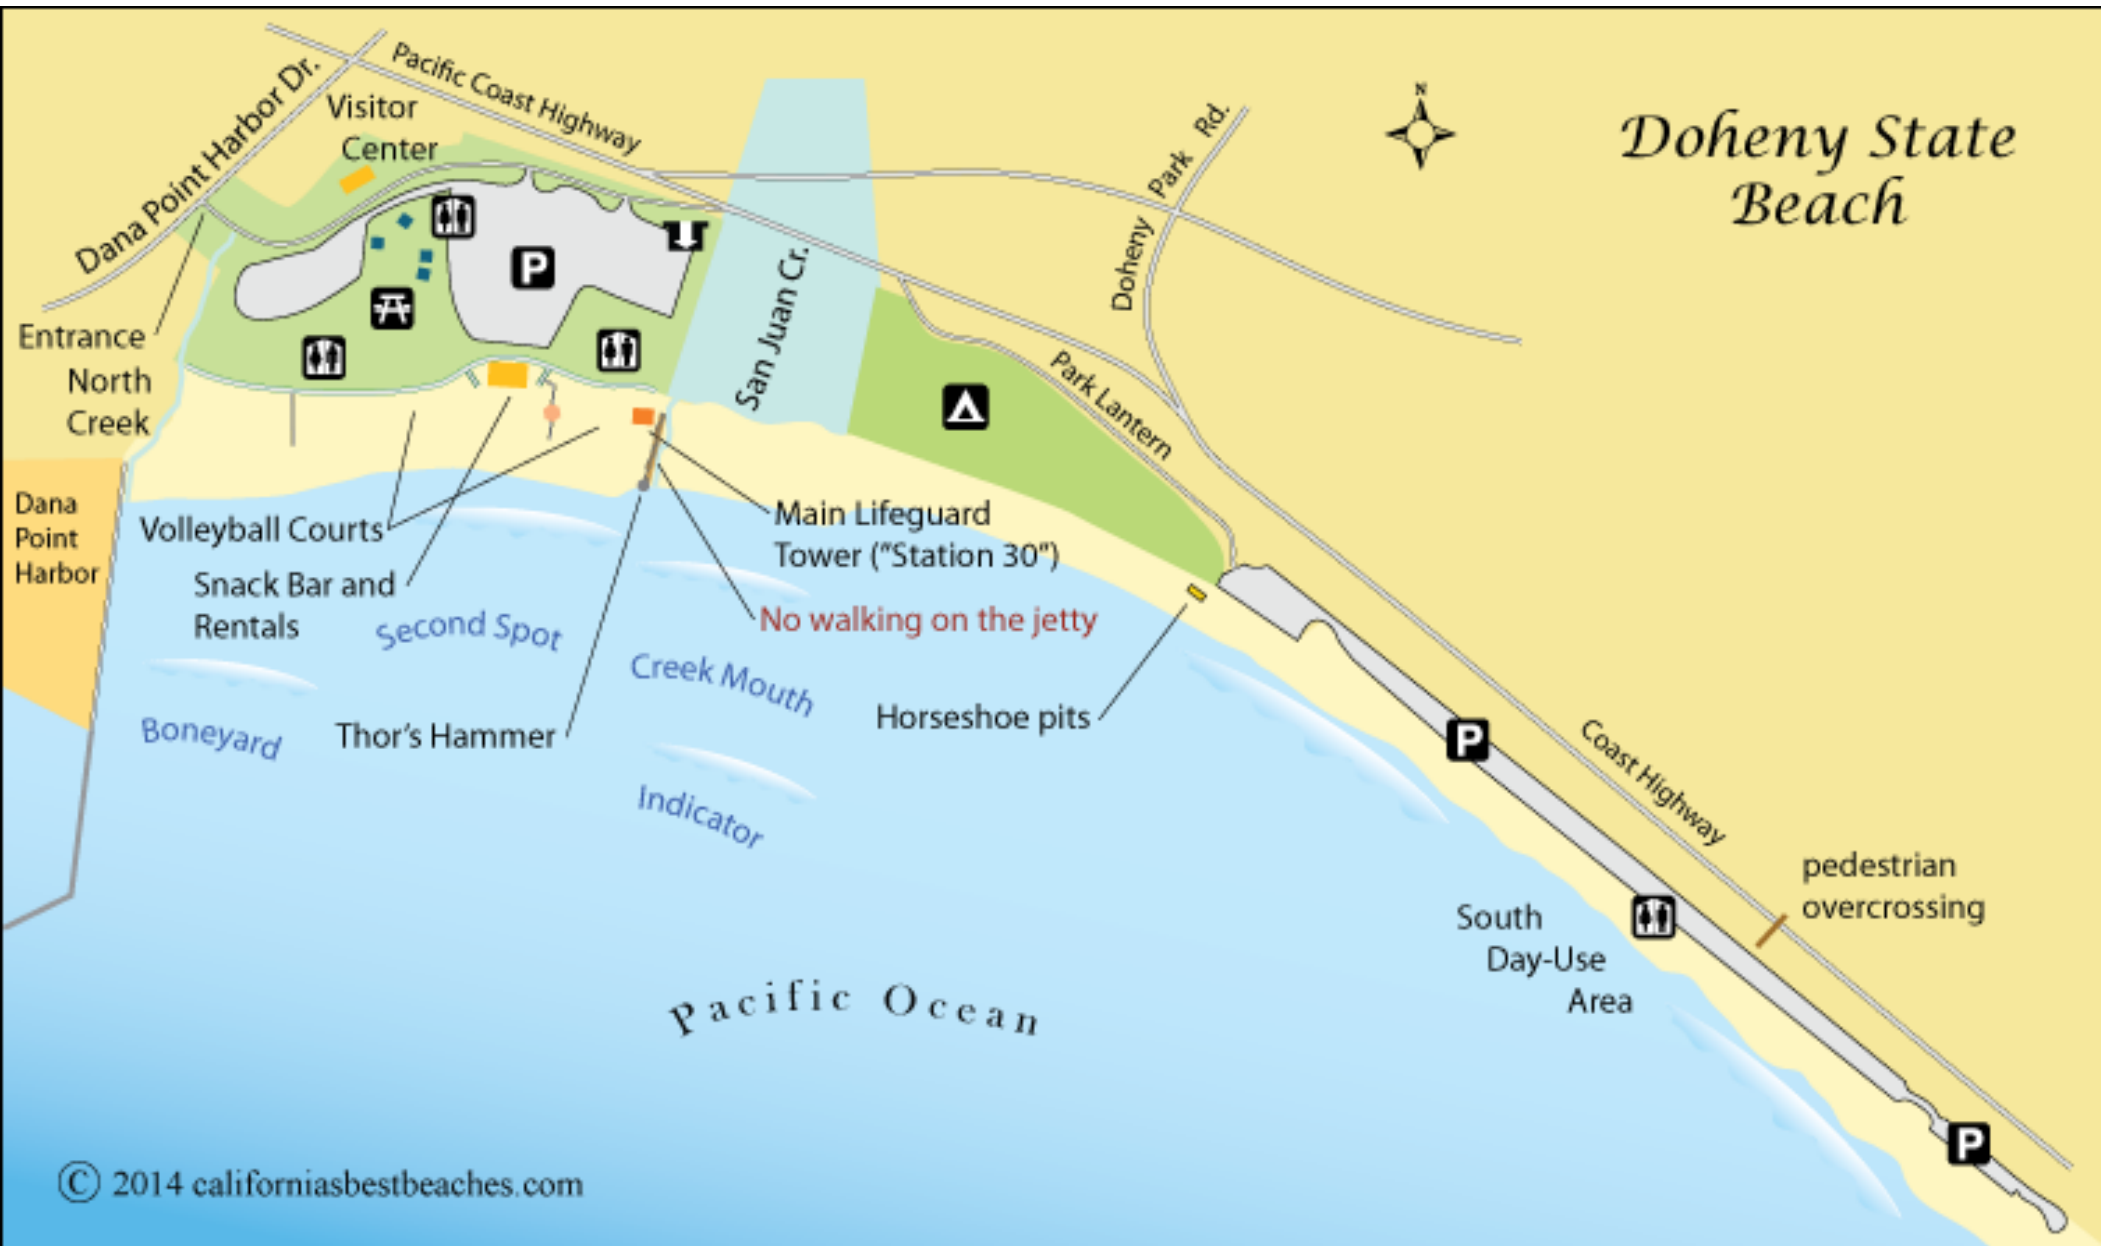 N
Doheny State
Beach
Pacific Coast Highway
Dana Point Harbor Dr.
Visitor
Center
Doheny Park Rd.
P
San Juan Cr.
Entrance
North
Creek
Park Lantern
Dana
Point
Harbor
Volleyball Courts
Main Lifeguard
Tower ("Station 30")
Snack Bar and
Rentals
Second Spot
No walking on the jetty
Creek Mouth
Horseshoe pits
Boneyard
Thor's Hammer
Indicator
P
Coast Highway
pedestrian
overcrossing
South
Day-Use
Area
Pacific Ocean
P
© 2014 californiasbestbeaches.com